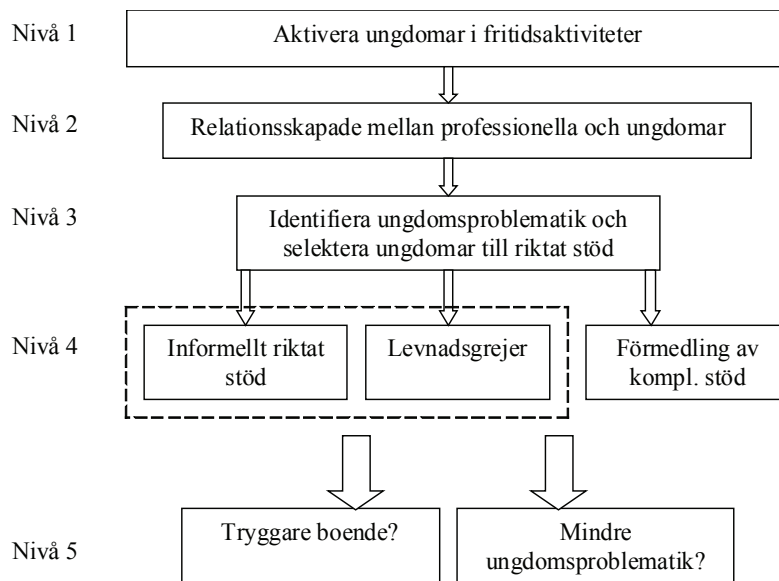 Nivå 1
Aktivera ungdomar i fritidsaktiviteter
Nivå 2
Relationsskapade mellan professionella och ungdomar
Nivå 3
Identifiera ungdomsproblematik och
selektera ungdomar till riktat stöd
Nivå 4
Informellt riktat
stöd
Levnadsgrejer
Förmedling av
kompl. stöd
Nivå 5
Tryggare boende?
Mindre
ungdomsproblematik?